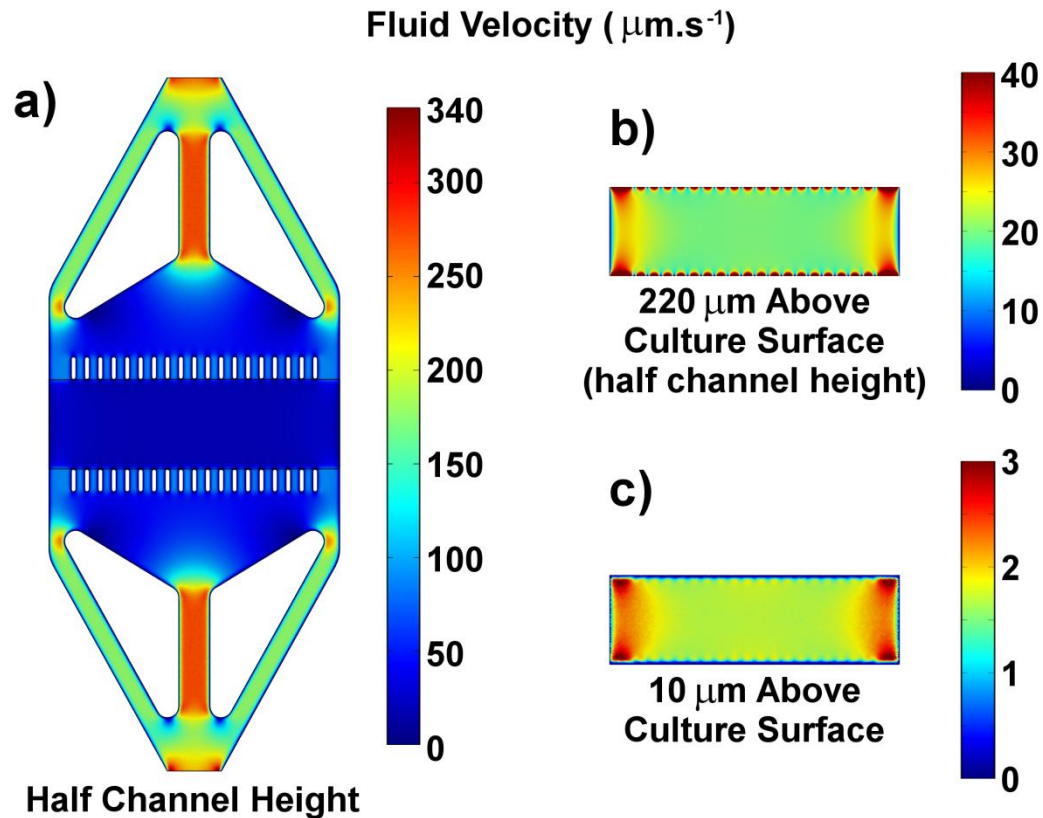 Fluid Velocity ( μm.s⁻¹)
a)
340
300
250
200
150
100
50
0
Half Channel Height
b)
40
30
20
10
0
220 μm Above
Culture Surface
(half channel height)
c)
3
2
1
0
10 μm Above
Culture Surface